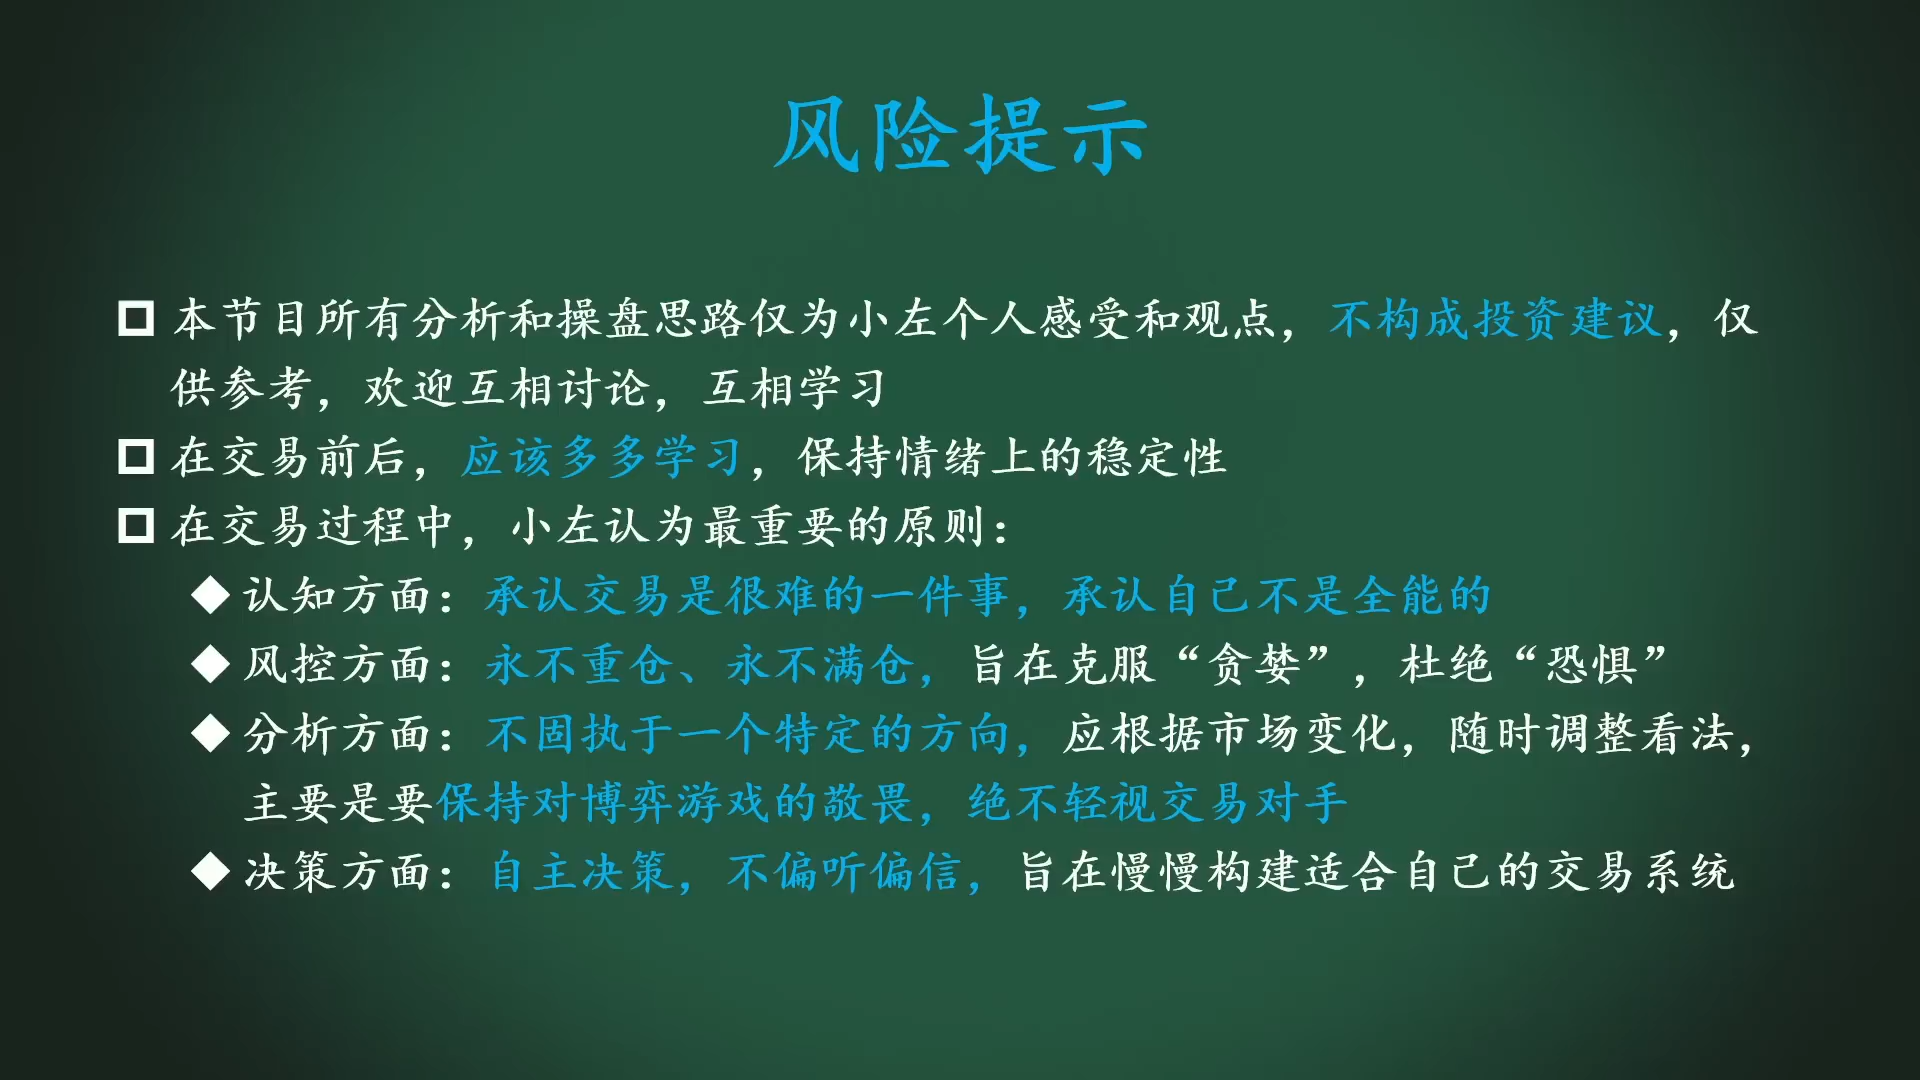 风险提示
本节目所有分析和操盘思路仅为小左个人感受和观点，不构成投资建议，仅
供参考，欢迎互相讨论，互相学习
在交易前后，应该多多学习，保持情绪上的稳定性
在交易过程中，小左认为最重要的原则：
认知方面：承认交易是很难的一件事，承认自己不是全能的
风控方面：永不重仓、永不满仓，旨在克服“贪婪”，杜绝“恐惧”
分析方面：不固执于一个特定的方向，应根据市场变化，随时调整看法，
主要是要保持对博弈游戏的敬畏，绝不轻视交易对手
决策方面：自主决策，不偏听偏信，旨在慢慢构建适合自己的交易系统